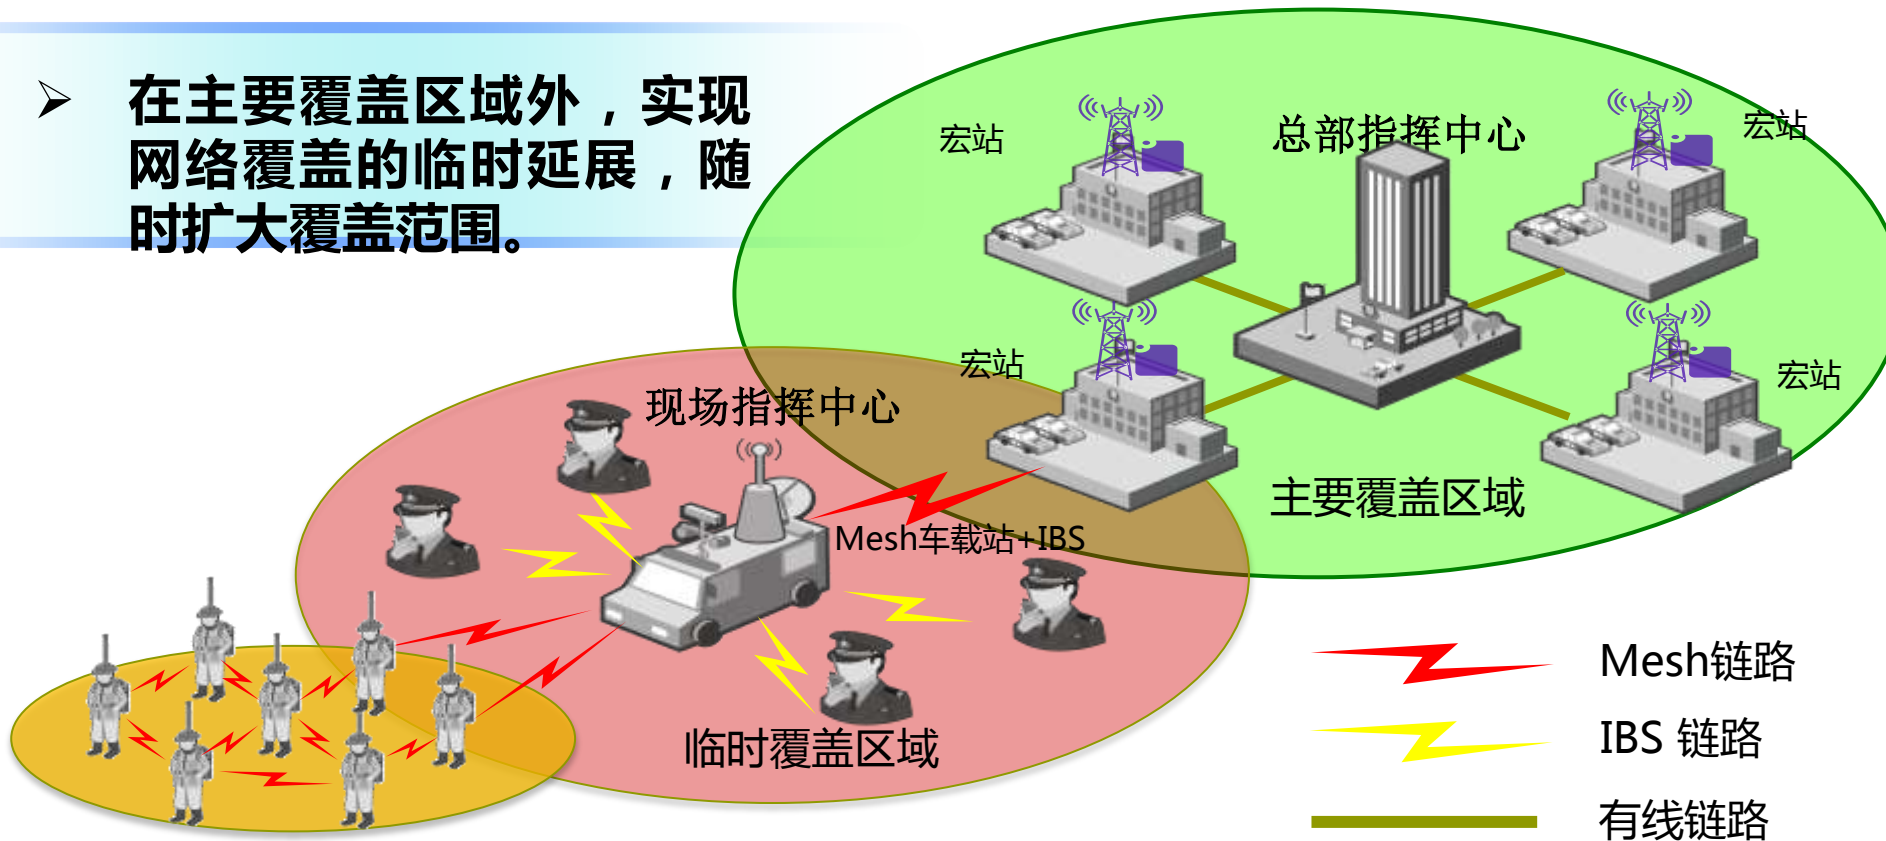 ➢ 在主要覆盖区域外，实现
网络覆盖的临时延展，随
时扩大覆盖范围。
宏站
总部指挥中心
宏站
宏站
宏站
现场指挥中心
主要覆盖区域
Mesh车载站+IBS
临时覆盖区域
Mesh链路
IBS 链路
有线链路